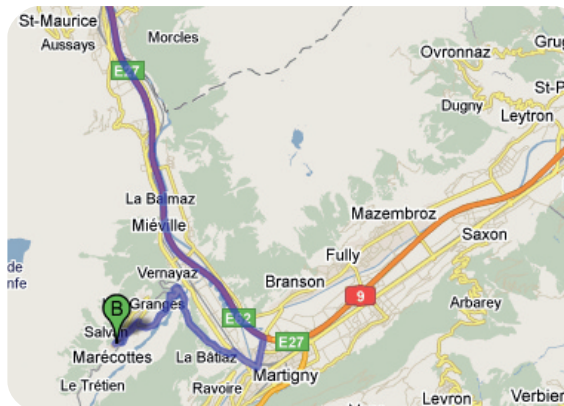 St-Maurice
Aussays
Morcles
E27
Ovronnaz
Grug
Dugny
St-P
Leytron
La Balmaz
Miéville
Mazembroz
Saxon
Fully
de
nfe
Vernayaz
Branson
9
Arbarey
B
Granges
E62
E27
Salvan
Marécottes
La Bâtiaz
Martigny
Le Trétien
Ravoire
Levron
Verbier